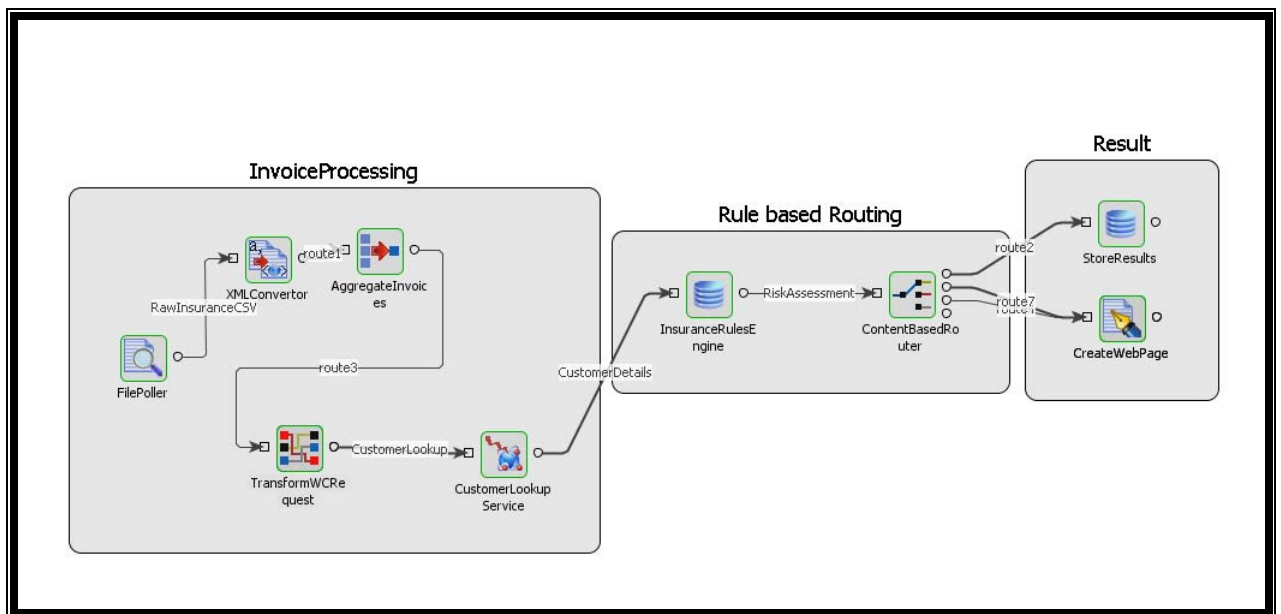 Result
InvoiceProcessing
Rule based Routing
route2
StoreResults
route1
XMLConvertor
AggregateInvoic
es
RawInsuranceCSV
RiskAssessment
InsuranceRulesE
ngine
ContentBasedRo
uter
route7
CreateWebPage
FilePoller
route3
CustomerDetails
CustomerLookup
TransformWCRe
quest
CustomerLookup
Service